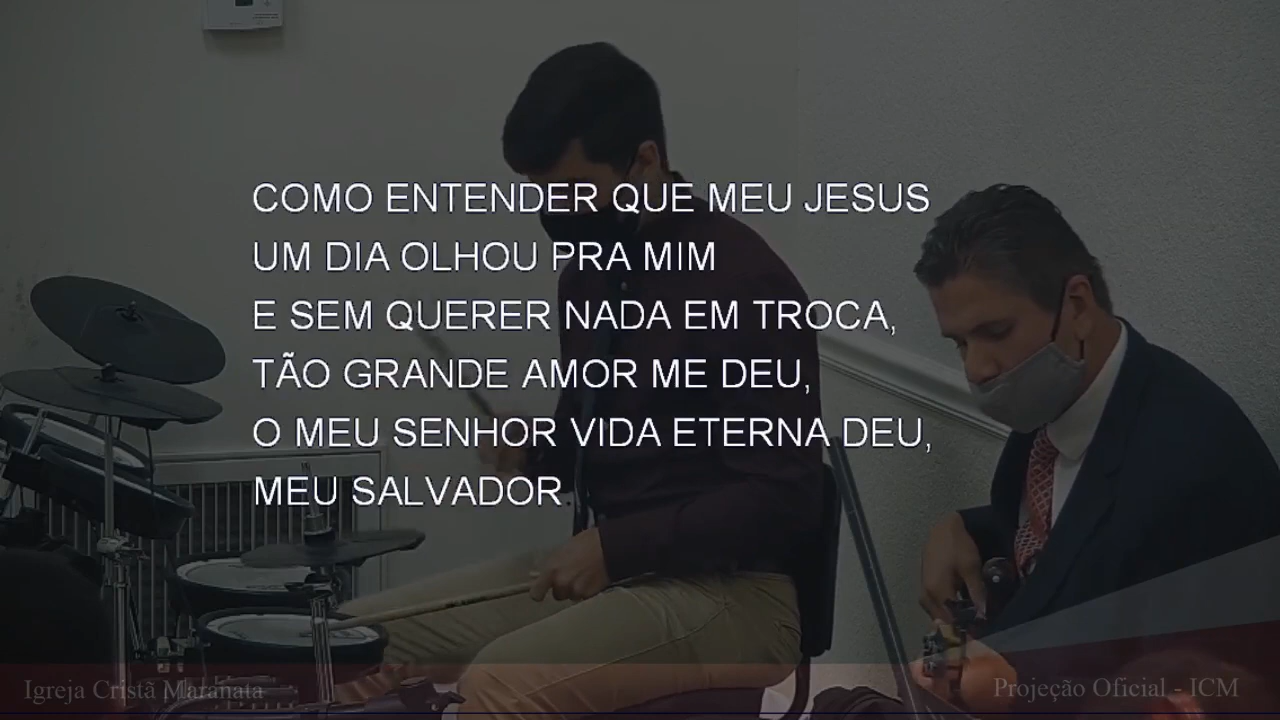 COMO ENTENDER QUE MEU JESUS
UM DIA OLHOU PRA MIM
E SEM QUERER NADA EM TROCA,
TÃO GRANDE AMOR ME DEU,
O MEU SENHOR VIDA ETERNA DEU,
MEU SALVADOR
Igreja Cristã Maranata
Projeção Oficial - ICM